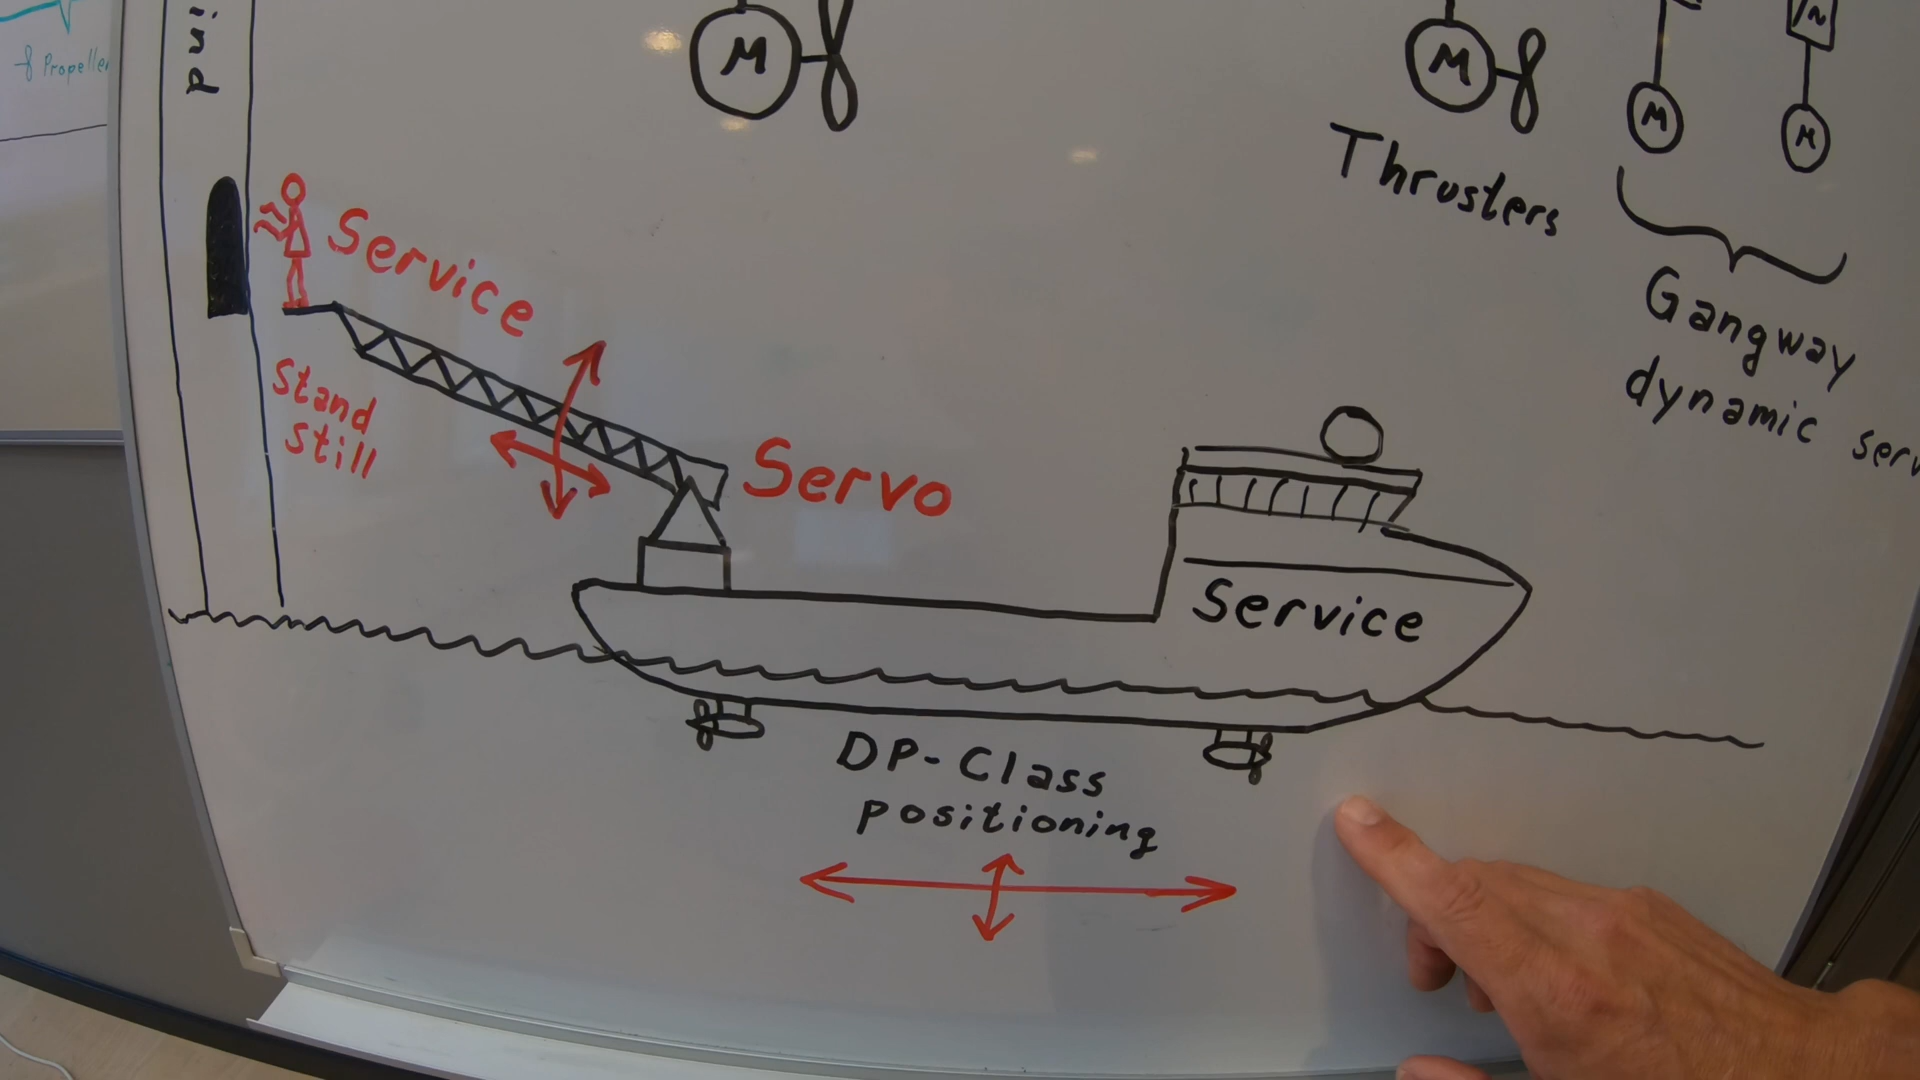 Propeller
M
M
M
M
Thrusters
Gangway
dynamic
Service
Stand
still
Servo
Service
DP-Class
positioning